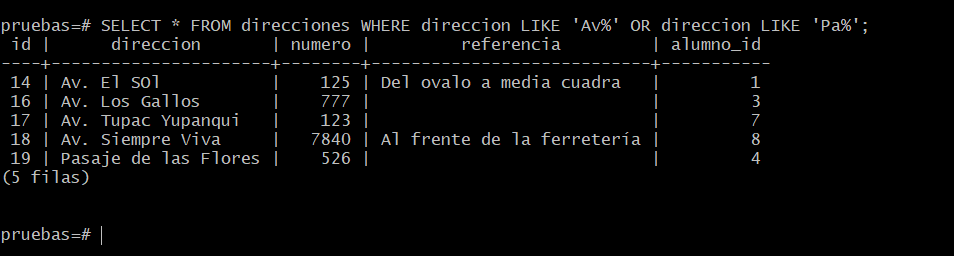 pruebas=# SELECT * FROM direcciones WHERE direccion LIKE 'Av%' OR direccion LIKE 'Pa%';
 id |      direccion       | numero |         referencia         | alumno_id
----+----------------------+--------+----------------------------+-----------
 14 | Av. El SOl           |    125 | Del ovalo a media cuadra   |         1
 16 | Av. Los Gallos       |    777 |                            |         3
 17 | Av. Tupac Yupanqui   |    123 |                            |         7
 18 | Av. Siempre Viva     |   7840 | Al frente de la ferretería |         8
 19 | Pasaje de las Flores |    526 |                            |         4
(5 filas)
pruebas=#